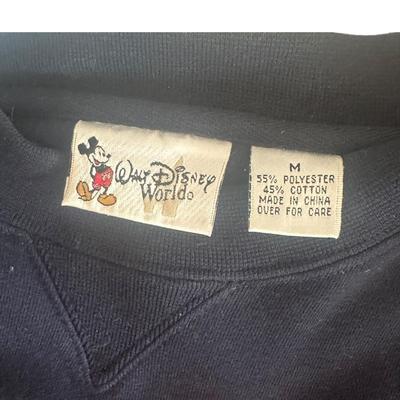 Walt Disney
World®
M
55% POLYESTER
45% COTTON
MADE IN CHINA
OVER FOR CARE